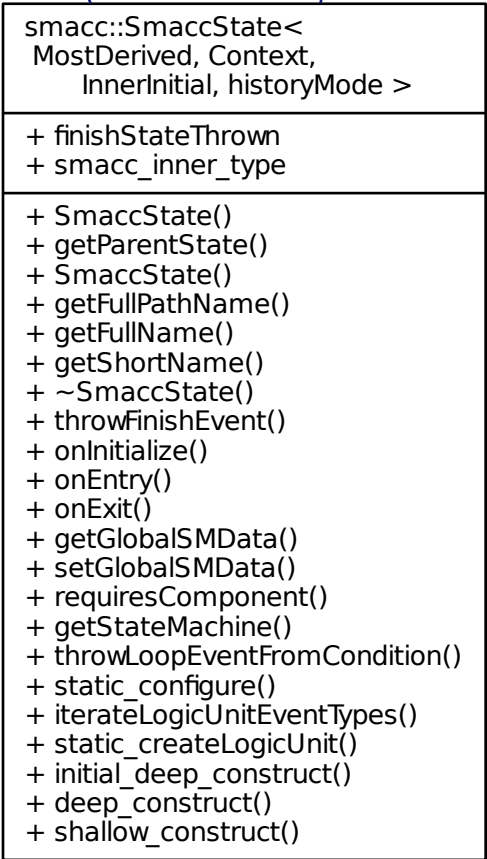 smacc::SmaccState<
MostDerived, Context,
InnerInitial, historyMode >
+ finishStateThrown
+ smacc_inner_type
+ SmaccState()
+ getParentState()
+ SmaccState()
+ getFullPathName()
+ getFullName()
+ getShortName()
+ ~SmaccState()
+ throwFinishEvent()
+ onInitialize()
+ onEntry()
+ onExit()
+ getGlobalSMData()
+ setGlobalSMData()
+ requiresComponent()
+ getStateMachine()
+ throwLoopEventFromCondition()
+ static_configure()
+ iterateLogicUnitEventTypes()
+ static_createLogicUnit()
+ initial_deep_construct()
+ deep_construct()
+ shallow_construct()